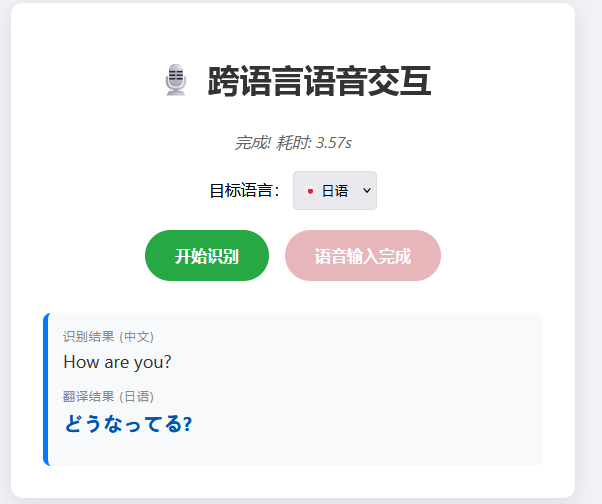 跨语言语音交互
完成! 耗时: 3.57s
目标语言： 日语
开始识别 语音输入完成
识别结果 (中文)
How are you?
翻译结果 (日语)
どうなってる?